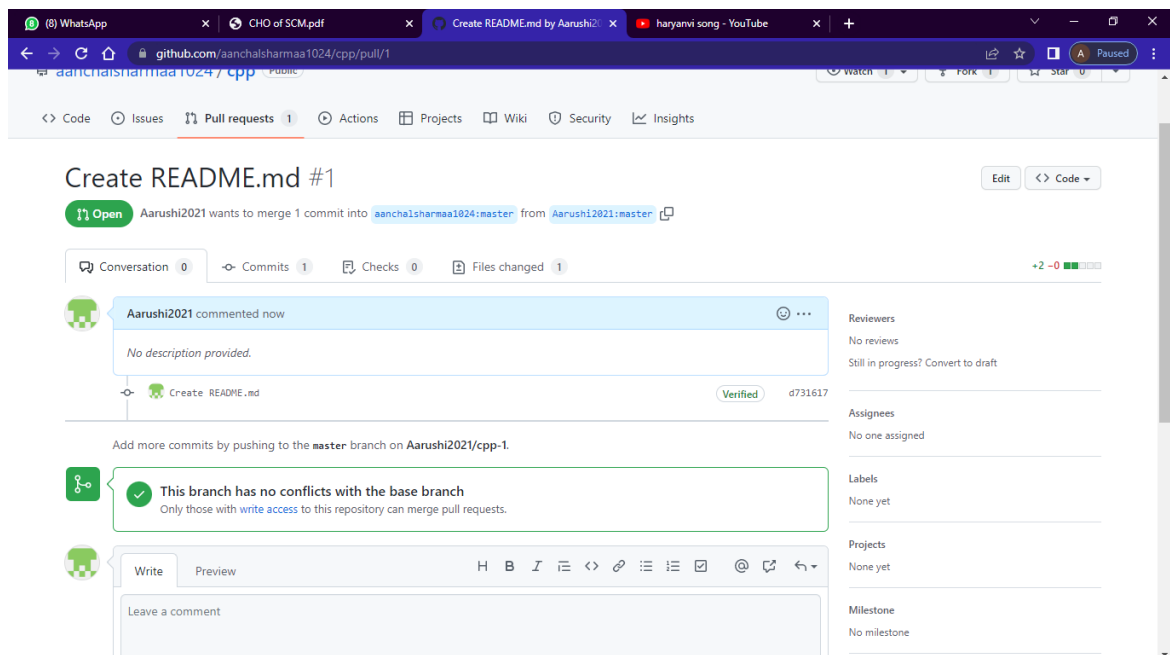 (8) WhatsApp
CHO of SCM.pdf
Create README.md by Aarushi20
haryanvi song - YouTube
github.com/aanchalsharmaa1024/cpp/pull/1
A Paused
aanchalsharmaa1024 / cpp Public
Watch 1
Fork 1
Star 0
Code
Issues
Pull requests 1
Actions
Projects
Wiki
Security
Insights
Create README.md #1
Edit
Code
Open
Aarushi2021 wants to merge 1 commit into aanchalsharmaa1024:master from Aarushi2021:master
Conversation 0
Commits 1
Checks 0
Files changed 1
+2 −0
Aarushi2021 commented now
No description provided.
Create README.md
Verified
d731617
Add more commits by pushing to the master branch on Aarushi2021/cpp-1.
This branch has no conflicts with the base branch
Only those with write access to this repository can merge pull requests.
Write
Preview
Leave a comment
Reviewers
No reviews
Still in progress? Convert to draft
Assignees
No one assigned
Labels
None yet
Projects
None yet
Milestone
No milestone